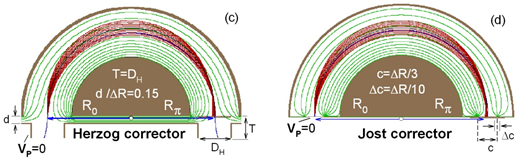 (c)
T=D_H
d /ΔR=0.15
R_0 R_π
d
T
V_P=0
D_H
Herzog corrector
(d)
c=ΔR/3
Δc=ΔR/10
R_0 R_π
V_P=0
Δc
c
Jost corrector